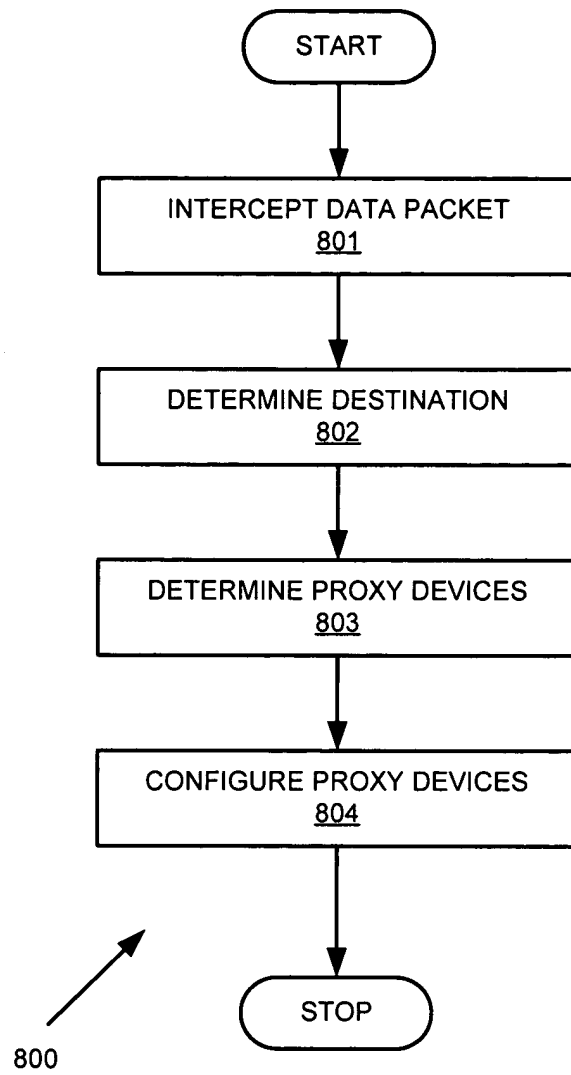 START
INTERCEPT DATA PACKET
801
DETERMINE DESTINATION
802
DETERMINE PROXY DEVICES
803
CONFIGURE PROXY DEVICES
804
STOP
800